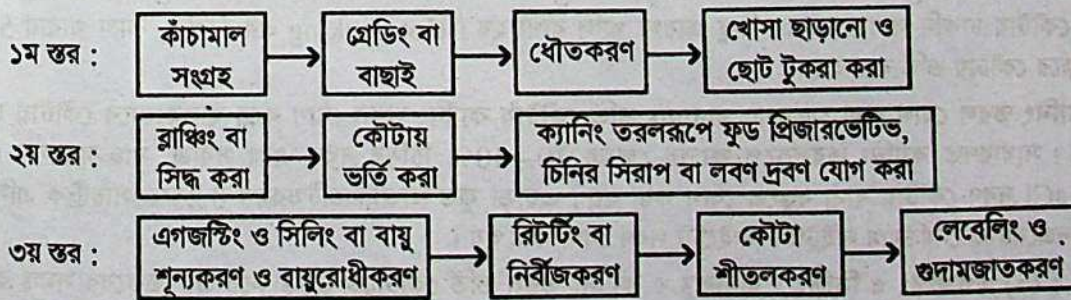 ১ম স্তর : কাঁচামাল সংগ্রহ গ্রেডিং বা বাছাই ধৌতকরণ খোসা ছাড়ানো ও ছোট টুকরা করা
২য় স্তর : ব্লাঞ্চিং বা সিদ্ধ করা কৌটায় ভর্তি করা ক্যানিং তরলরূপে ফুড প্রিজারভেটিভ, চিনির সিরাপ বা লবণ দ্রবণ যোগ করা
৩য় স্তর : এগজস্টিং ও সিলিং বা বায়ু শূন্যকরণ ও বায়ুরোধীকরণ রিটর্টিং বা নির্বীজকরণ কৌটা শীতলকরণ লেবেলিং ও গুদামজাতকরণ